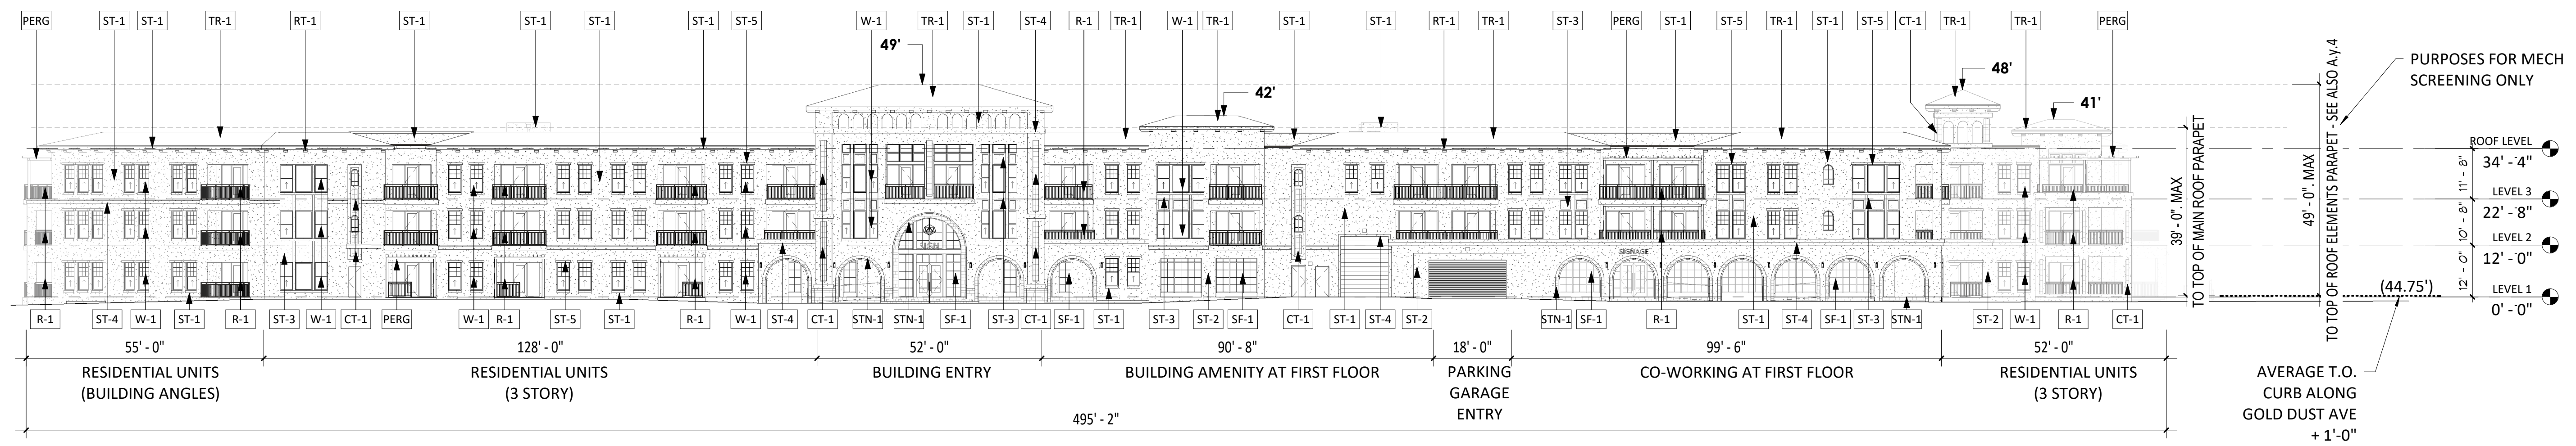 PERG ST-1 ST-1 TR-1 RT-1 ST-1 ST-1 ST-1 ST-1 ST-5 W-1 TR-1 ST-1 ST-4 R-1 TR-1 W-1 TR-1 ST-1 ST-1 RT-1 TR-1 ST-3 PERG ST-1 ST-5 TR-1 ST-1 ST-5 CT-1 TR-1 TR-1 PERG
49'
42'
48'
41'
PURPOSES FOR MECH
SCREENING ONLY
39' - 0". MAX
TO TOP OF MAIN ROOF PARAPET
49' - 0". MAX
TO TOP OF ROOF ELEMENTS PARAPET - SEE ALSO A.y.4
ROOF LEVEL
34' - 4"
11' - 8"
LEVEL 3
22' - 8"
10' - 8"
LEVEL 2
12' - 0"
12' - 0"
LEVEL 1
0' - 0"
SIGN
SIGNAGE
(44.75')
R-1 ST-4 W-1 ST-1 R-1 ST-3 W-1 CT-1 PERG W-1 R-1 ST-5 ST-1 R-1 W-1 ST-4 CT-1 STN-1 STN-1 SF-1 ST-3 CT-1 SF-1 ST-1 ST-3 ST-2 SF-1 CT-1 ST-1 ST-4 ST-2 STN-1 SF-1 R-1 ST-1 ST-4 SF-1 ST-3 STN-1 ST-2 W-1 R-1 CT-1
55' - 0" 128' - 0" 52' - 0" 90' - 8" 18' - 0" 99' - 6" 52' - 0"
RESIDENTIAL UNITS
(BUILDING ANGLES)
RESIDENTIAL UNITS
(3 STORY)
BUILDING ENTRY
BUILDING AMENITY AT FIRST FLOOR
PARKING
GARAGE
ENTRY
CO-WORKING AT FIRST FLOOR
RESIDENTIAL UNITS
(3 STORY)
495' - 2"
AVERAGE T.O.
CURB ALONG
GOLD DUST AVE
+ 1'-0"